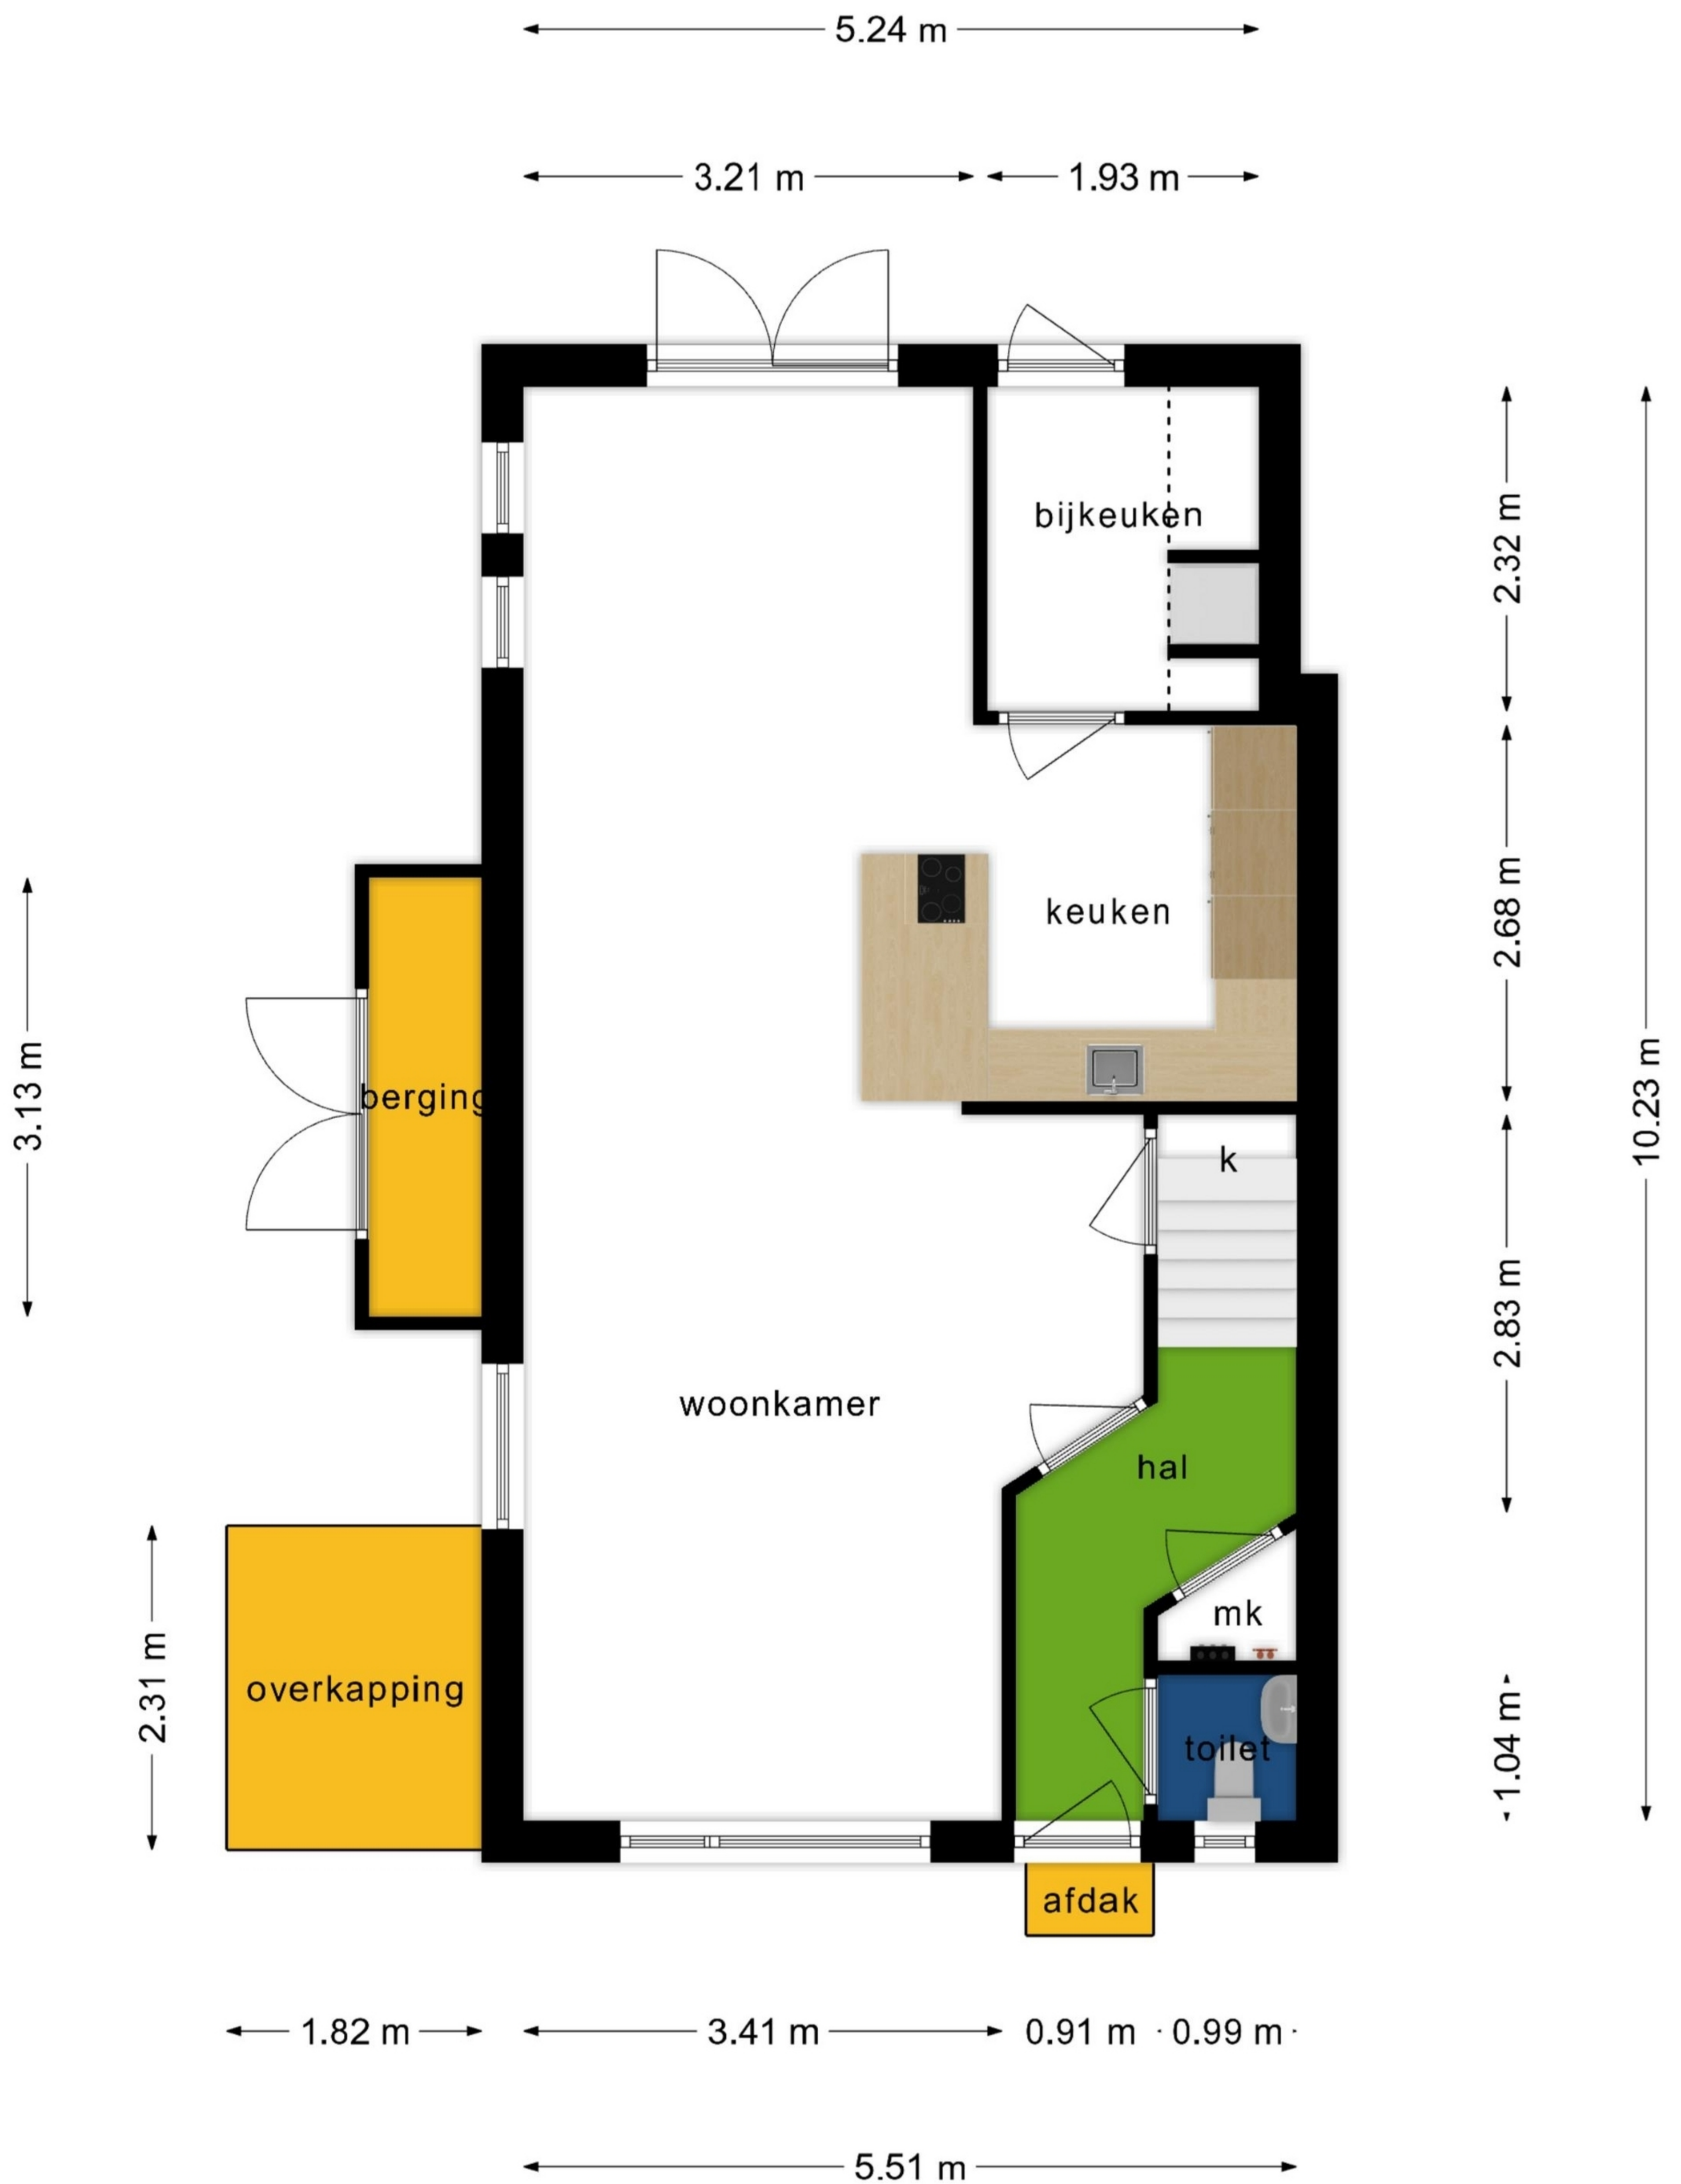 5.24 m
3.21 m
1.93 m
bijkeuken
2.32 m
keuken
2.68 m
10.23 m
3.13 m
berging
k
2.83 m
woonkamer
hal
mk
overkapping
2.31 m
toilet
1.04 m
afdak
1.82 m
3.41 m
0.91 m
0.99 m
5.51 m